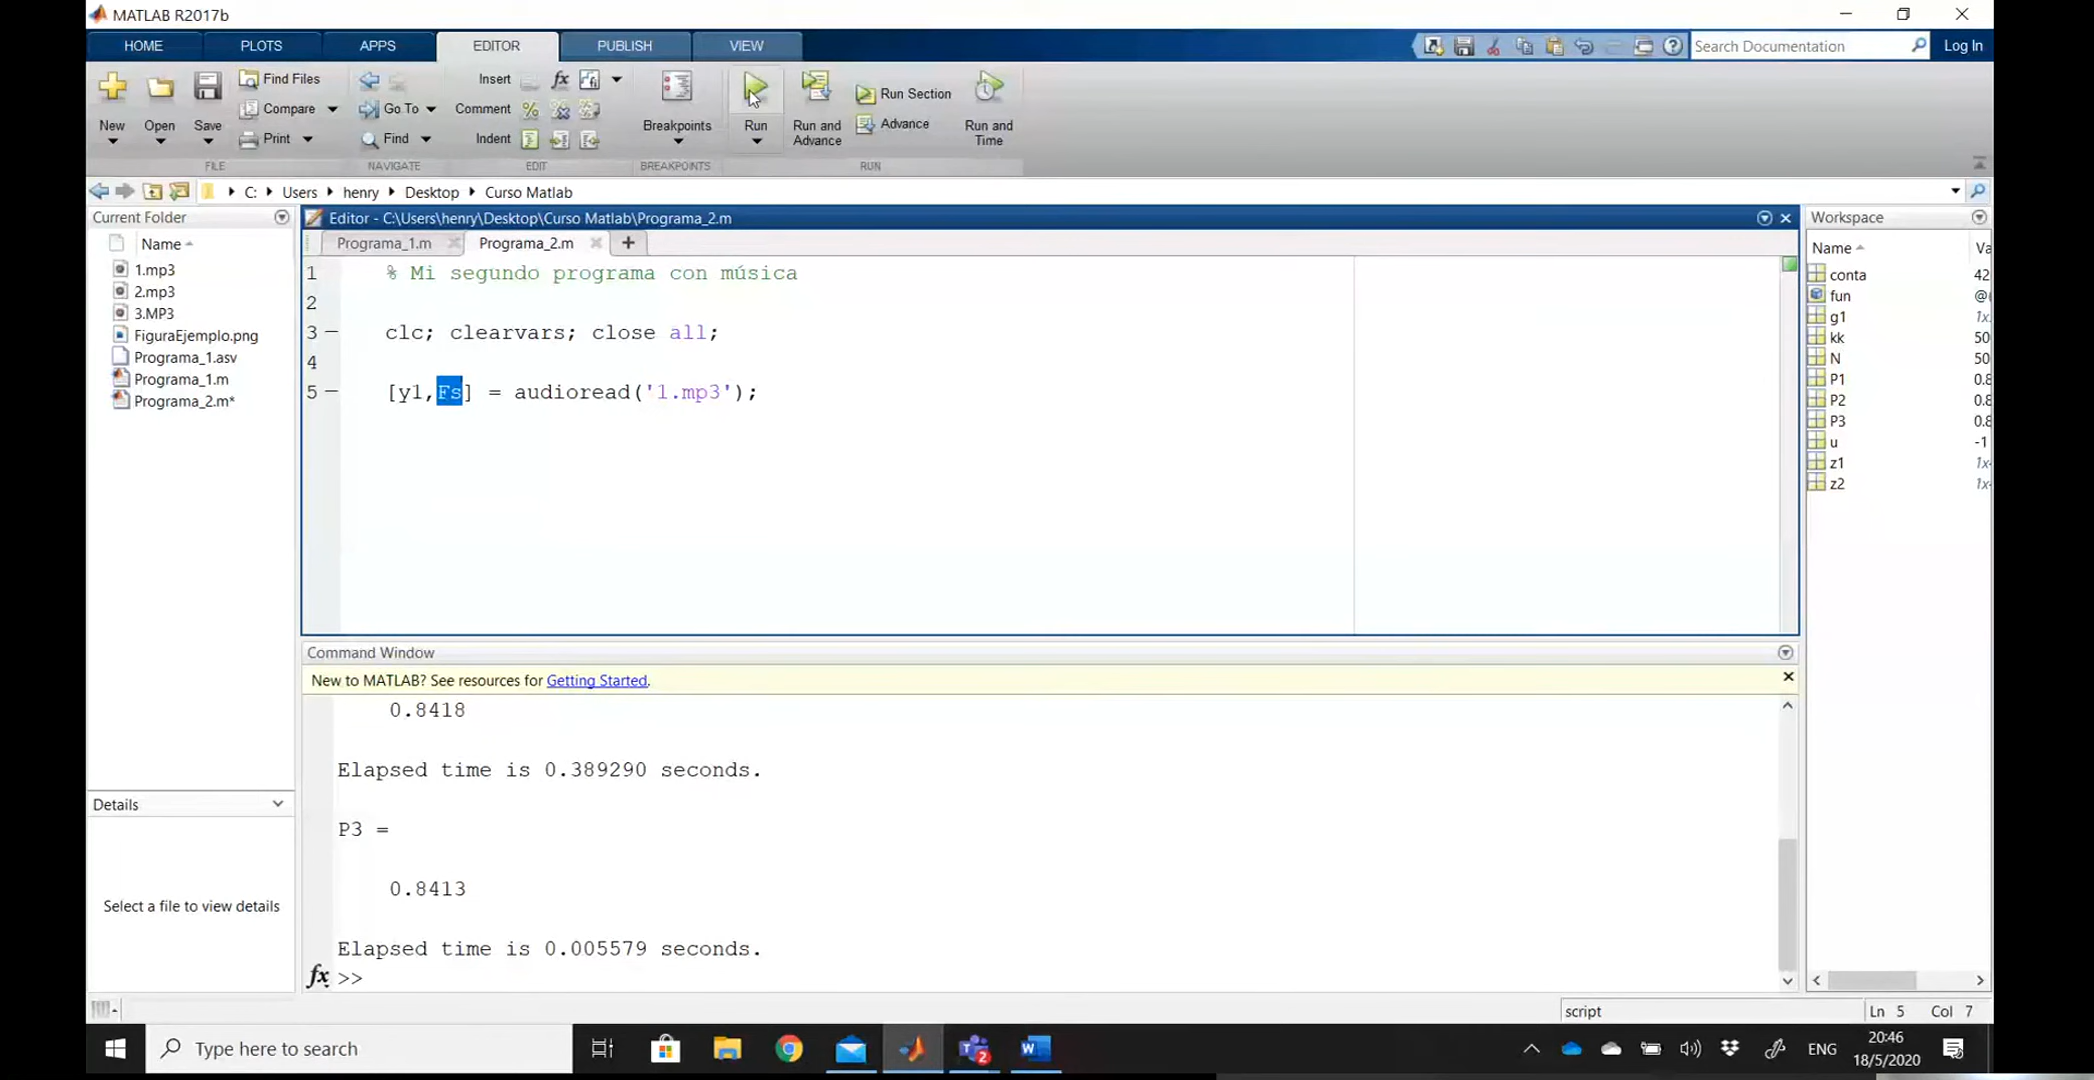 MATLAB R2017b
HOME PLOTS APPS EDITOR PUBLISH VIEW
Search Documentation Log In
New Open Save
Find Files
Compare
Print
FILE
Go To
Find
NAVIGATE
Insert fx
Comment %
Indent
EDIT
Breakpoints
BREAKPOINTS
Run
Run and Advance
Run Section
Advance
Run and Time
RUN
C: Users henry Desktop Curso Matlab
Current Folder
Name
1.mp3
2.mp3
3.MP3
FiguraEjemplo.png
Programa_1.asv
Programa_1.m
Programa_2.m*
Details
Select a file to view details
Editor - C:\Users\henry\Desktop\Curso Matlab\Programa_2.m
Programa_1.m Programa_2.m +
1 % Mi segundo programa con música
2
3 clc; clearvars; close all;
4
5 [y1,Fs] = audioread('1.mp3');
Command Window
New to MATLAB? See resources for Getting Started.
0.8418
Elapsed time is 0.389290 seconds.
P3 =
0.8413
Elapsed time is 0.005579 seconds.
fx >>
Workspace
Name Va
conta 42
fun @(
g1 1x
kk 50
N 50
P1 0.8
P2 0.8
P3 0.8
u -1
z1 1x
z2 1x
script Ln 5 Col 7
Type here to search
2
W
ENG
20:46
18/5/2020